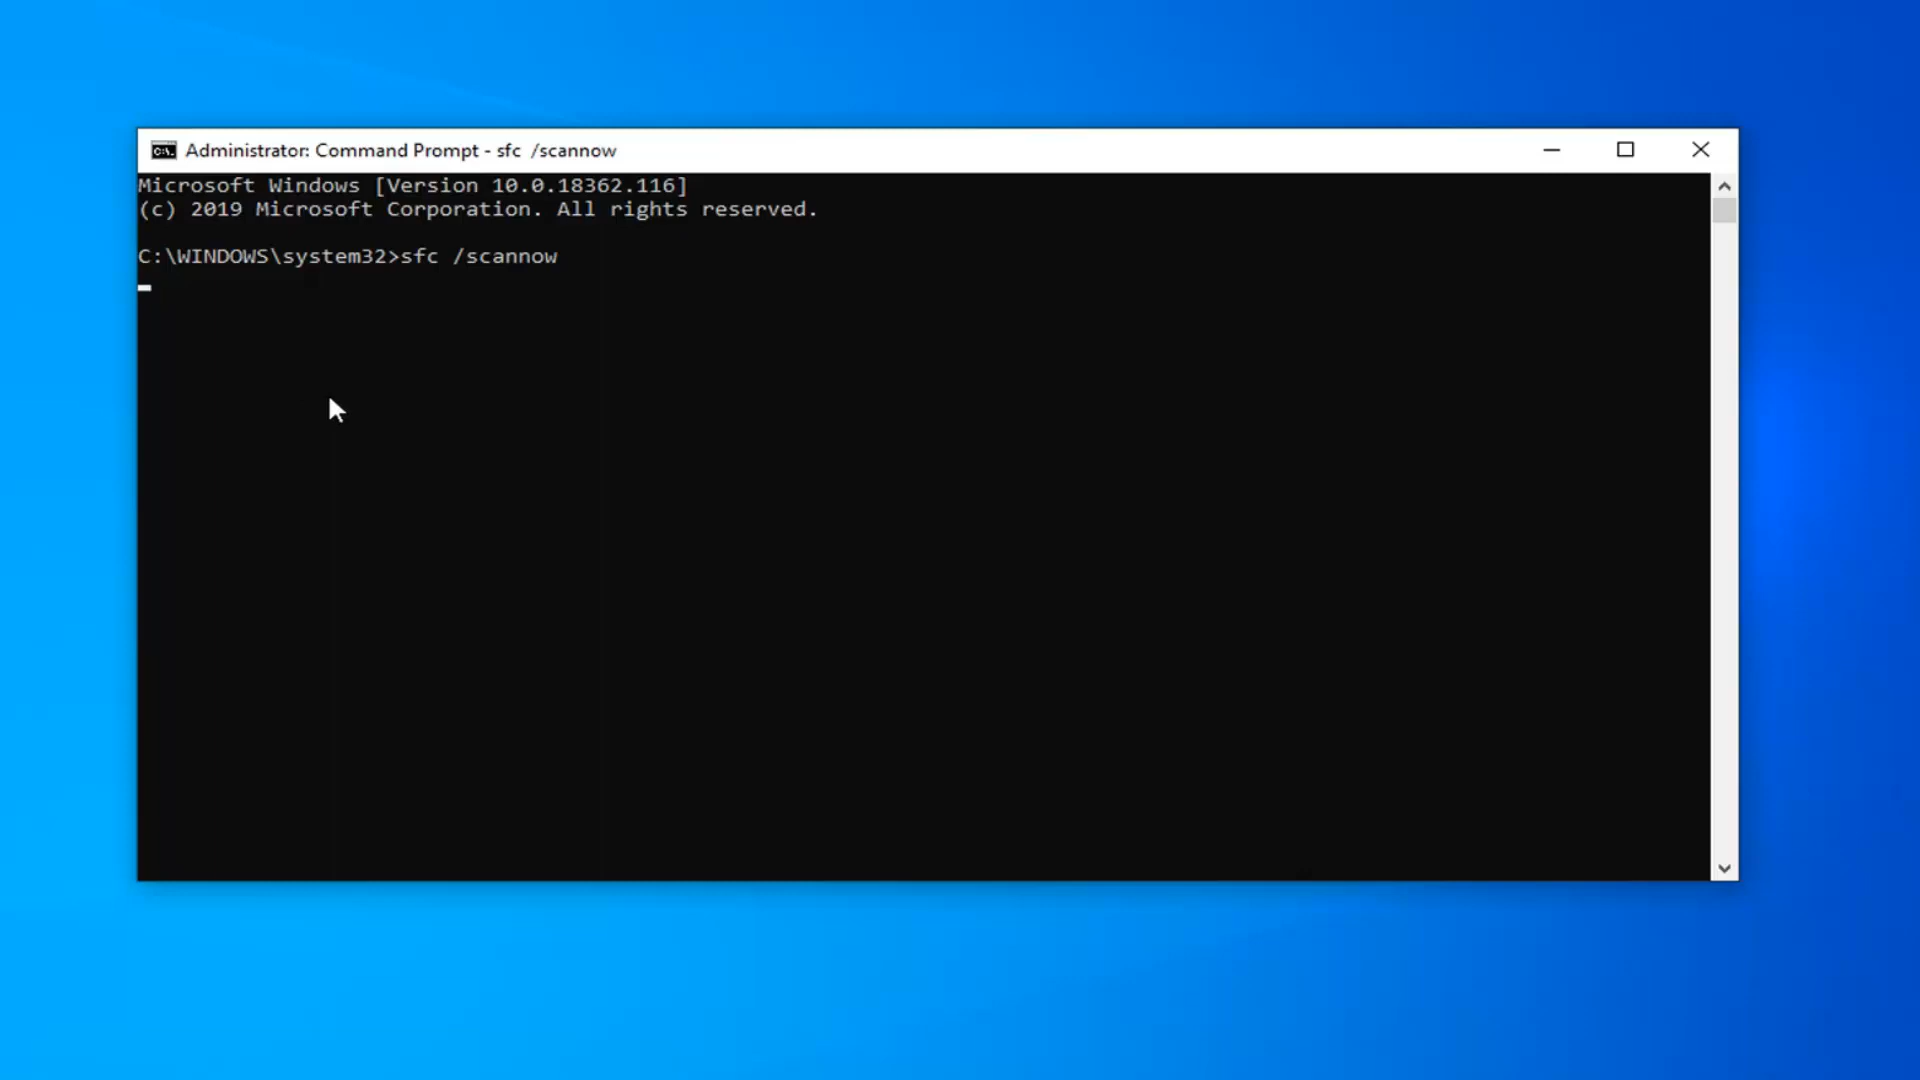 Administrator: Command Prompt - sfc  /scannow
Microsoft Windows [Version 10.0.18362.116]
(c) 2019 Microsoft Corporation. All rights reserved.
C:\WINDOWS\system32>sfc /scannow